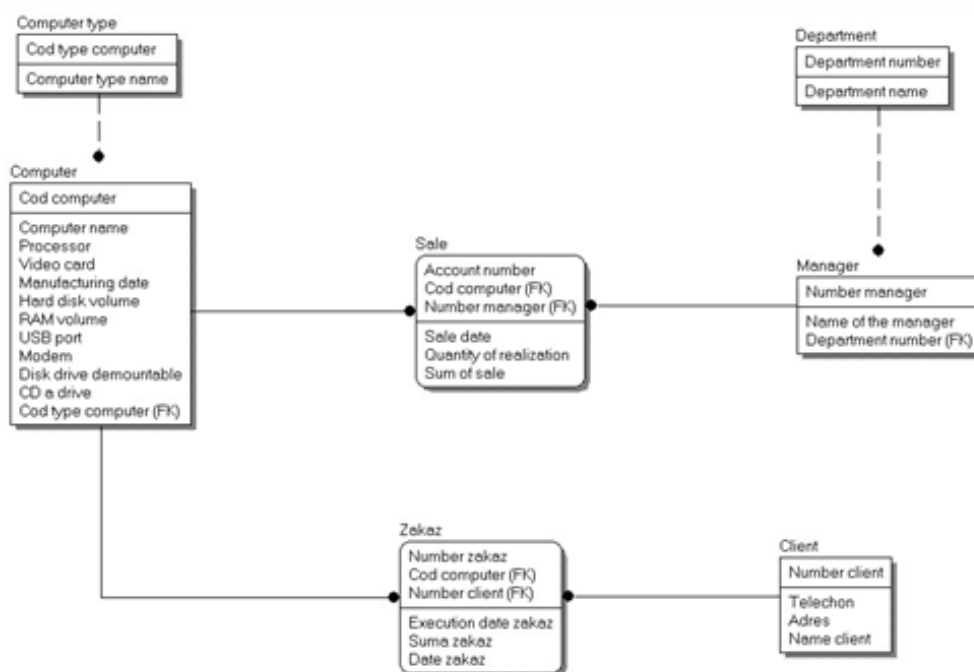 Computer type
Cod type computer
Computer type name
Department
Department number
Department name
Computer
Cod computer
Computer name
Processor
Video card
Manufacturing date
Hard disk volume
RAM volume
USB port
Modem
Disk drive demountable
CD a drive
Cod type computer (FK)
Sale
Account number
Cod computer (FK)
Number manager (FK)
Sale date
Quantity of realization
Sum of sale
Manager
Number manager
Name of the manager
Department number (FK)
Zakaz
Number zakaz
Cod computer (FK)
Number client (FK)
Execution date zakaz
Suma zakaz
Date zakaz
Client
Number client
Telechon
Adres
Name client